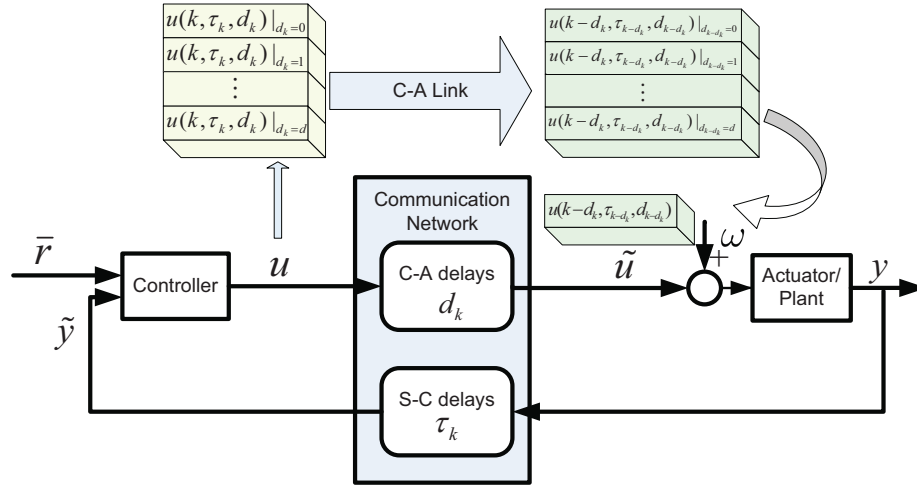 u(k, τ_k, d_k)|_{d_k=0}
u(k, τ_k, d_k)|_{d_k=1}
⋮
u(k, τ_k, d_k)|_{d_k=d}
C-A Link
u(k−d_k, τ_{k−d_k}, d_{k−d_k})|_{d_{k−d_k}=0}
u(k−d_k, τ_{k−d_k}, d_{k−d_k})|_{d_{k−d_k}=1}
⋮
u(k−d_k, τ_{k−d_k}, d_{k−d_k})|_{d_{k−d_k}=d}
Communication
Network
u(k−d_k, τ_{k−d_k}, d_{k−d_k})
r̄
Controller
u
C-A delays
d_k
ũ
ω
+
Actuator/
Plant
y
ỹ
S-C delays
τ_k